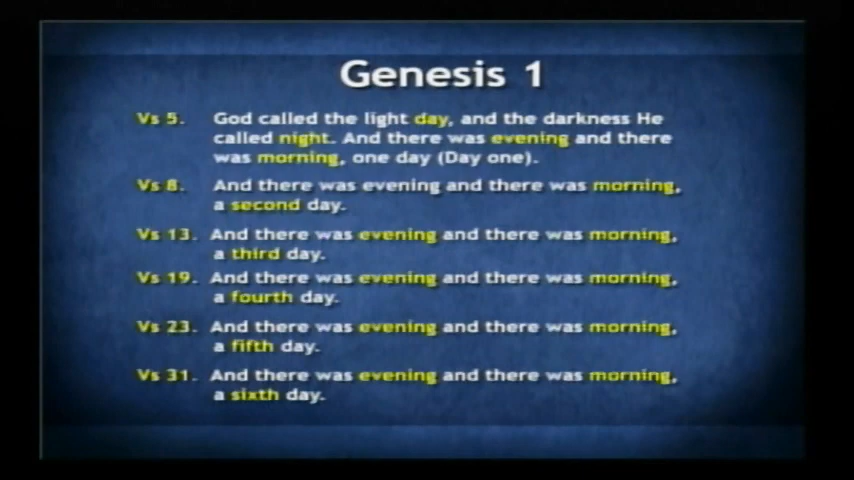 Genesis 1
Vs 5. God called the light day, and the darkness He
called night. And there was evening and there
was morning, one day (Day one).
Vs 8. And there was evening and there was morning,
a second day.
Vs 13. And there was evening and there was morning,
a third day.
Vs 19. And there was evening and there was morning,
a fourth day.
Vs 23. And there was evening and there was morning,
a fifth day.
Vs 31. And there was evening and there was morning,
a sixth day.